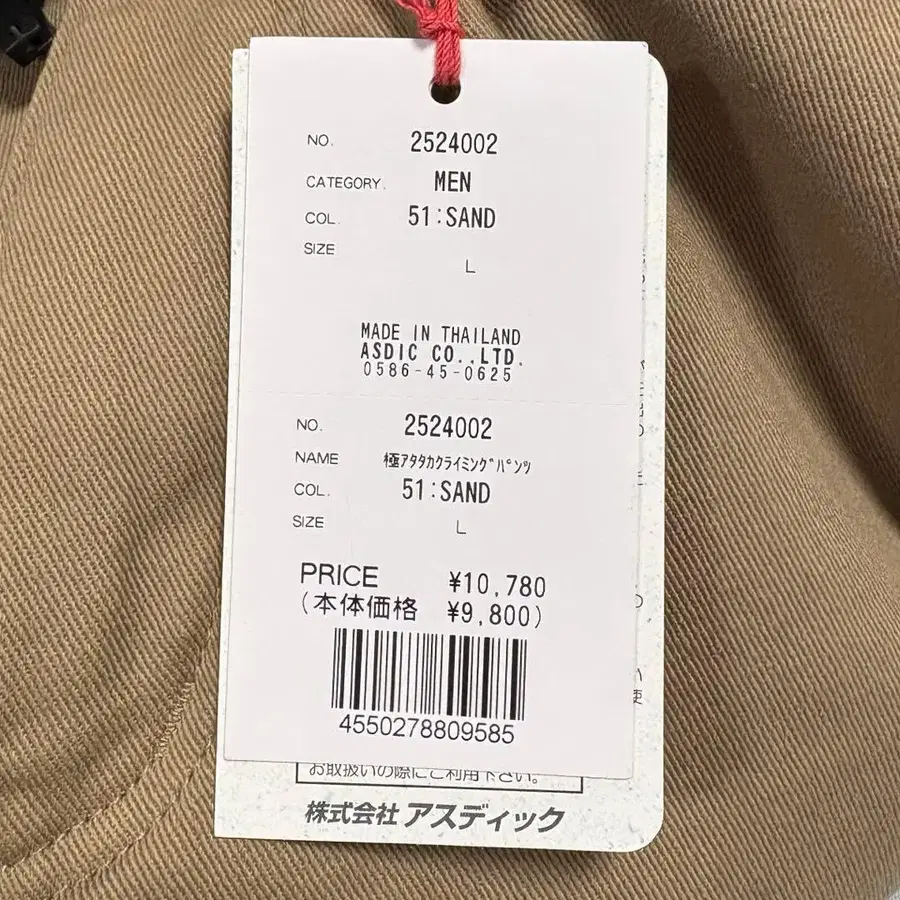 NO. 2524002
CATEGORY. MEN
COL. 51:SAND
SIZE
L
MADE IN THAILAND
ASDIC CO.,LTD.
0586-45-0625
NO. 2524002
NAME 極ｱﾀﾀｶｸﾗｲﾐﾝｸﾞﾊﾟﾝﾂ
COL. 51:SAND
SIZE L
PRICE ¥10,780
(本体価格 ¥9,800)
4550278809585
お取扱いの際にご利用下さい。
株式会社 アスディック